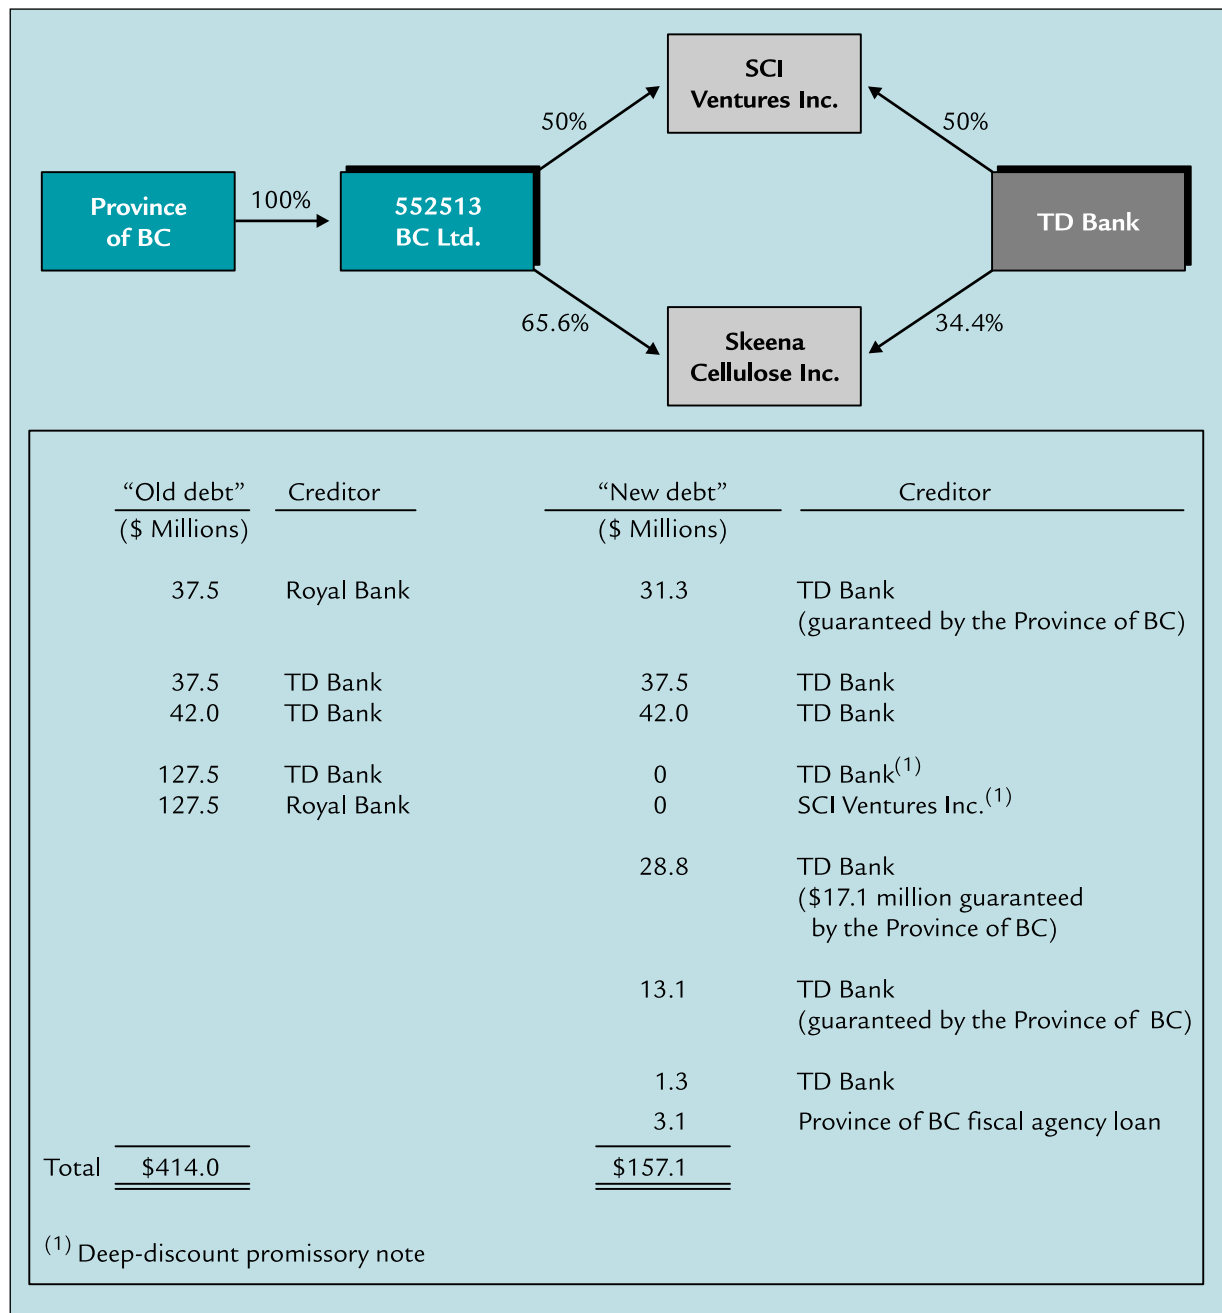 SCI
Ventures Inc.
50%
50%
Province
of BC
100%
552513
BC Ltd.
TD Bank
65.6%
34.4%
Skeena
Cellulose Inc.
“Old debt” Creditor “New debt” Creditor
($ Millions) ($ Millions)
37.5 Royal Bank 31.3 TD Bank
(guaranteed by the Province of BC)
37.5 TD Bank 37.5 TD Bank
42.0 TD Bank 42.0 TD Bank
127.5 TD Bank 0 TD Bank(1)
127.5 Royal Bank 0 SCI Ventures Inc.(1)
28.8 TD Bank
($17.1 million guaranteed
by the Province of BC)
13.1 TD Bank
(guaranteed by the Province of BC)
1.3 TD Bank
3.1 Province of BC fiscal agency loan
Total $414.0 $157.1
(1) Deep-discount promissory note